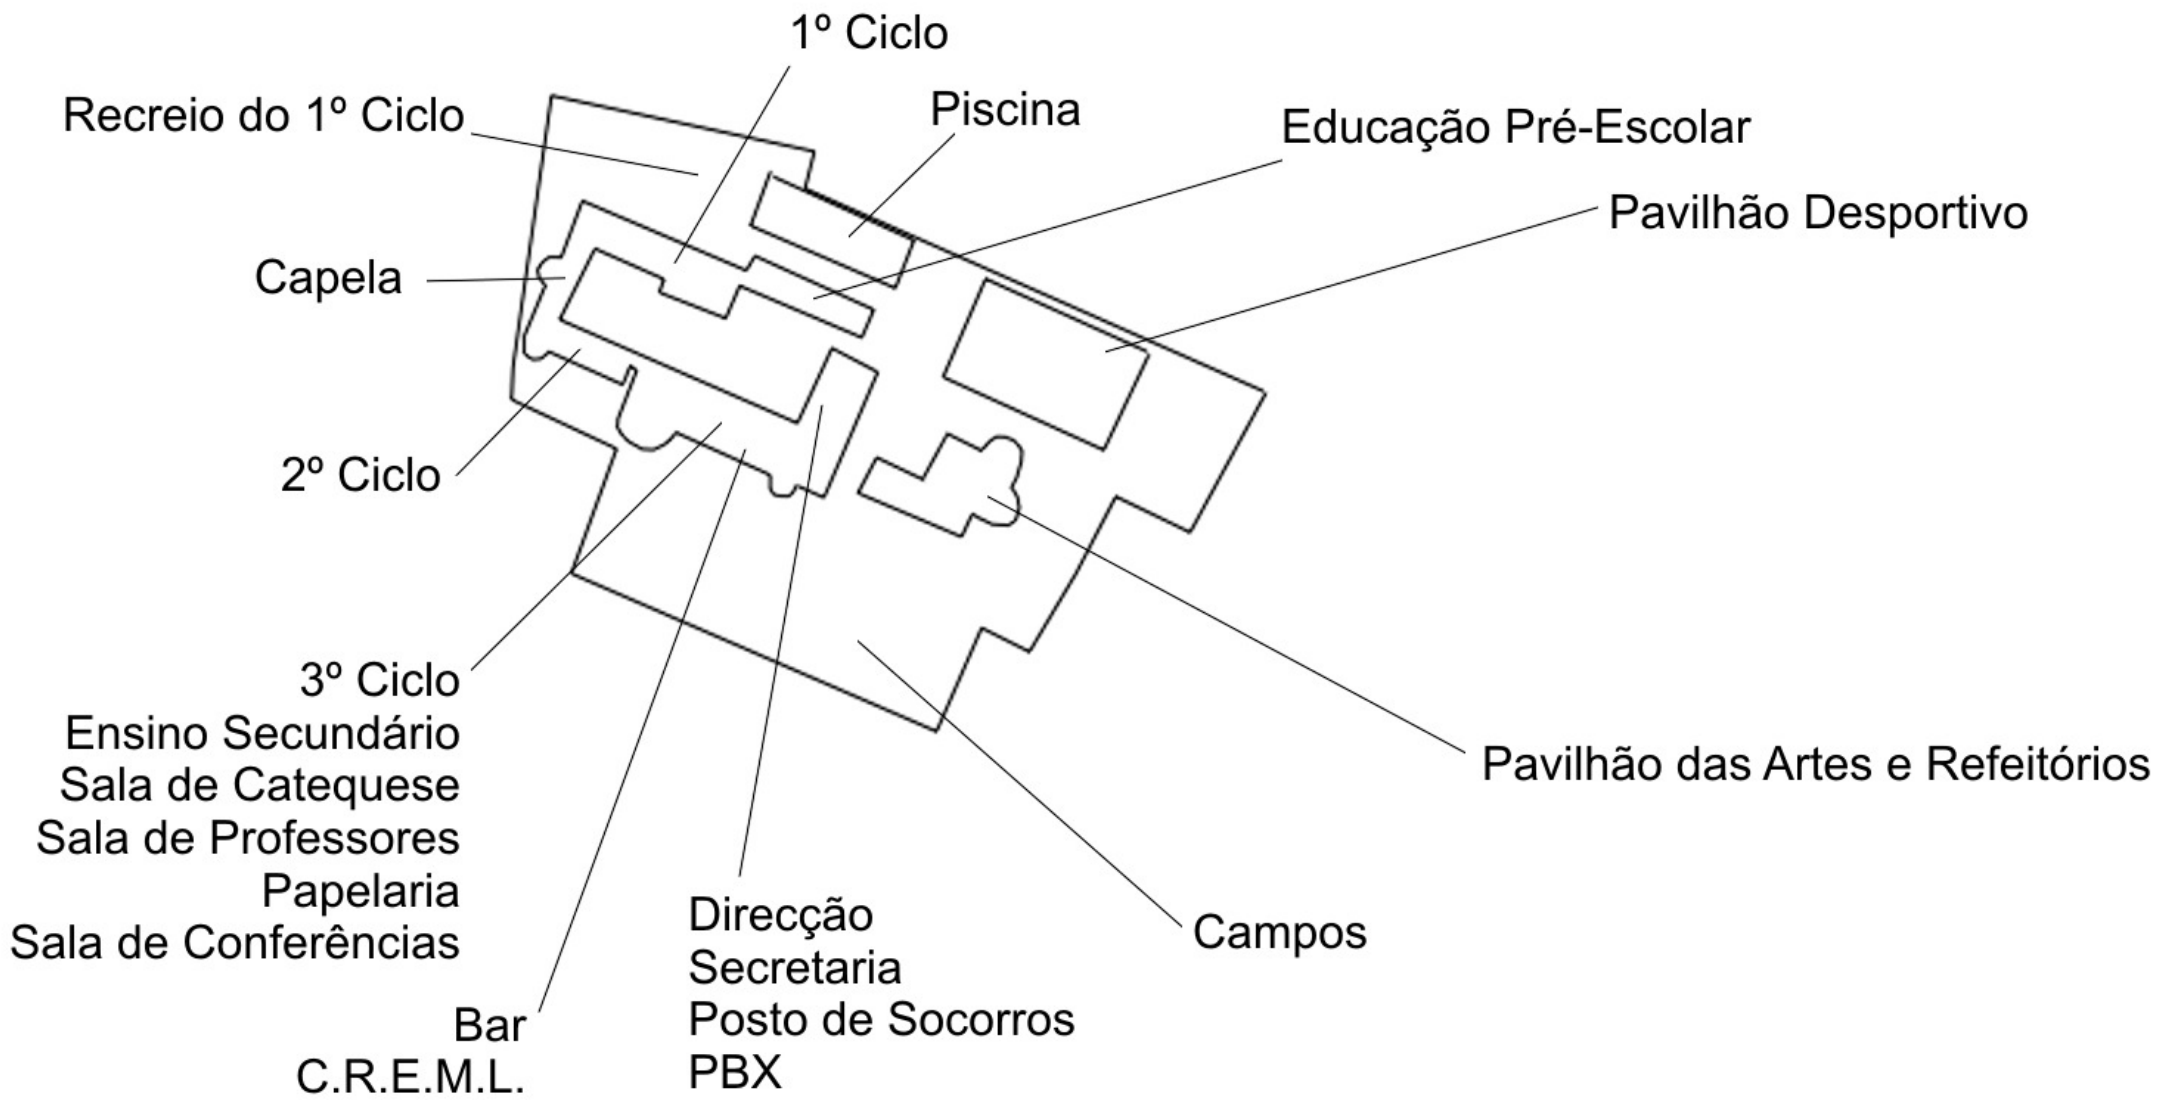 1º Ciclo
Recreio do 1º Ciclo
Piscina
Educação Pré-Escolar
Pavilhão Desportivo
Capela
2º Ciclo
3º Ciclo
Ensino Secundário
Sala de Catequese
Sala de Professores
Papelaria
Sala de Conferências
Bar
C.R.E.M.L.
Direcção
Secretaria
Posto de Socorros
PBX
Campos
Pavilhão das Artes e Refeitórios